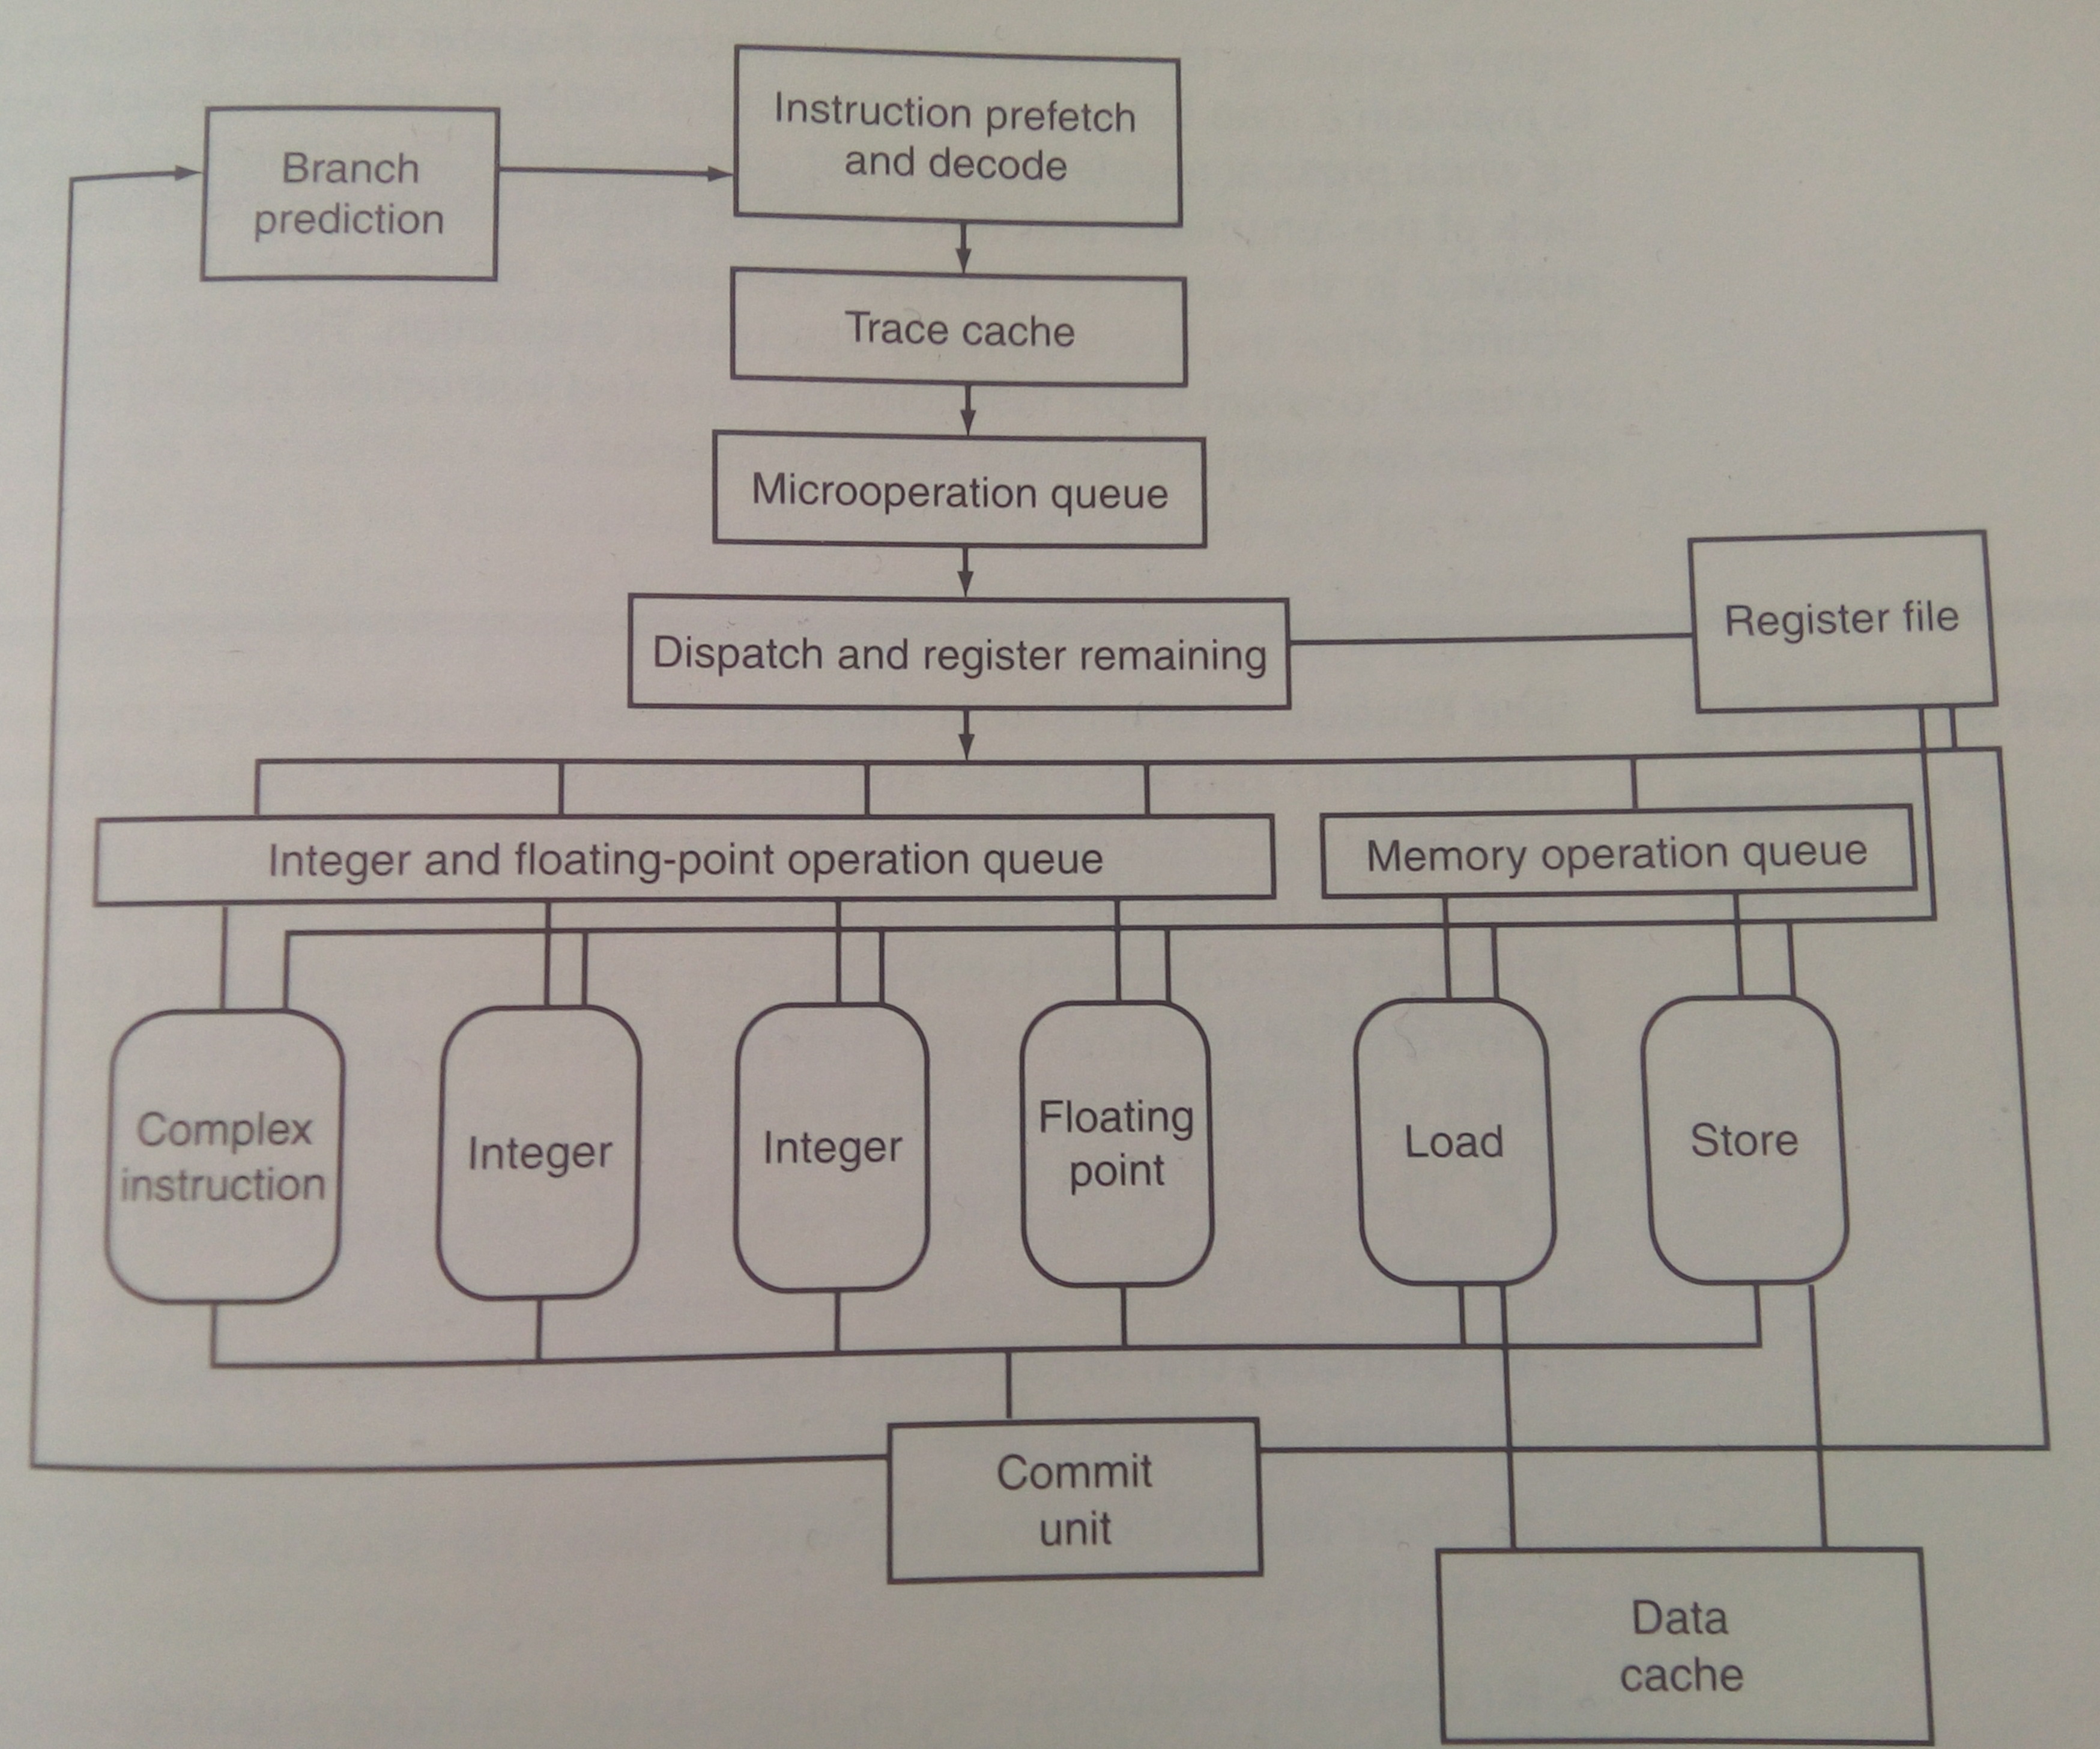 Instruction prefetch
and decode
Branch
prediction
Trace cache
Microoperation queue
Dispatch and register remaining
Register file
Integer and floating-point operation queue
Memory operation queue
Complex
instruction
Integer
Integer
Floating
point
Load
Store
Commit
unit
Data
cache